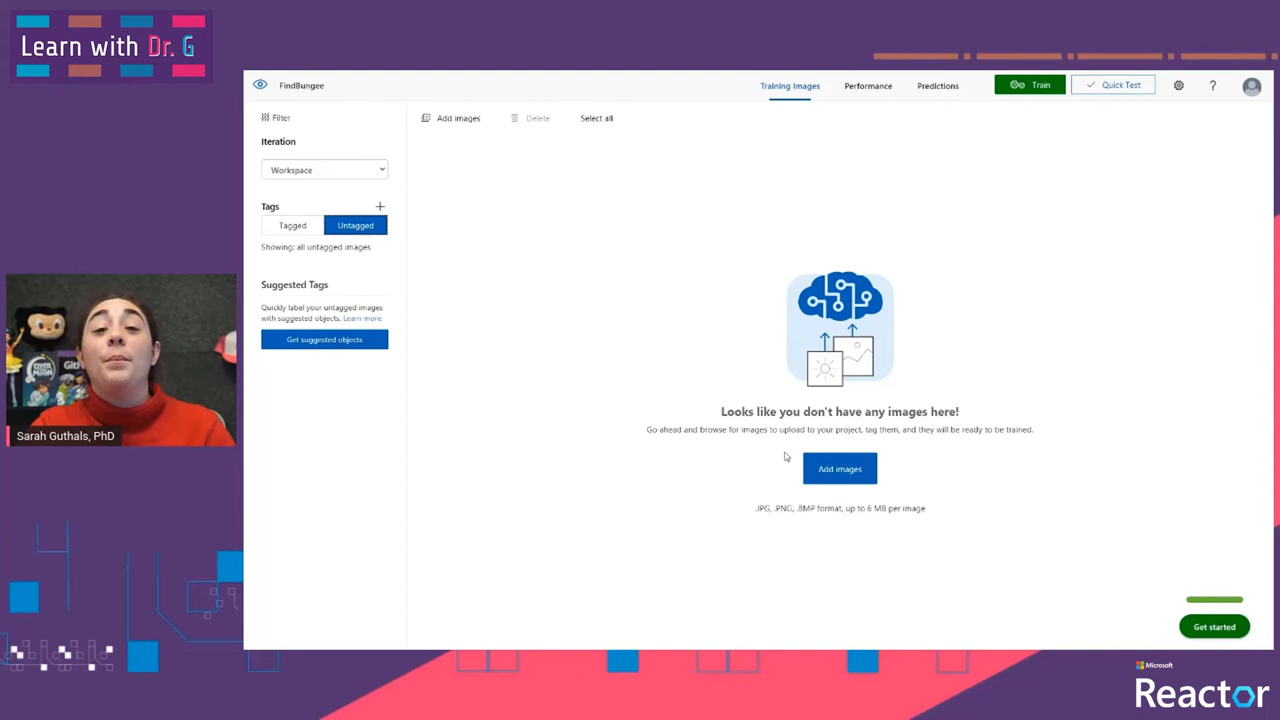 Learn with Dr. G
FindBungee
Training Images
Performance
Predictions
Train
Quick Test
?
Filter
Add images
Delete
Select all
Iteration
Workspace
Tags
+
Tagged
Untagged
Showing: all untagged images
Suggested Tags
Quickly label your untagged images
with suggested objects. Learn more.
Get suggested objects
OVER
MOON
Git
Sarah Guthals, PhD
Looks like you don't have any images here!
Go ahead and browse for images to upload to your project, tag them, and they will be ready to be trained.
Add images
.JPG, .PNG, .BMP format, up to 6 MB per image
Get started
Microsoft
Reactor